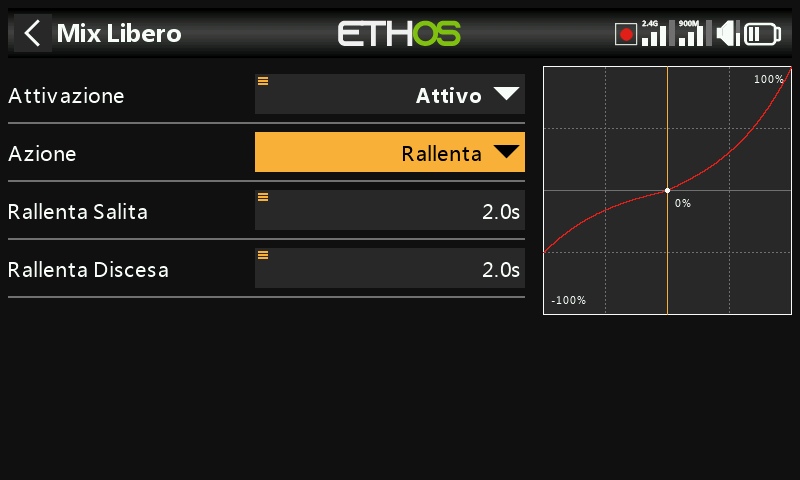 Mix Libero
ETHOS
2.4G
900M
Attivazione
Attivo
Azione
Rallenta
Rallenta Salita
2.0s
Rallenta Discesa
2.0s
100%
0%
-100%